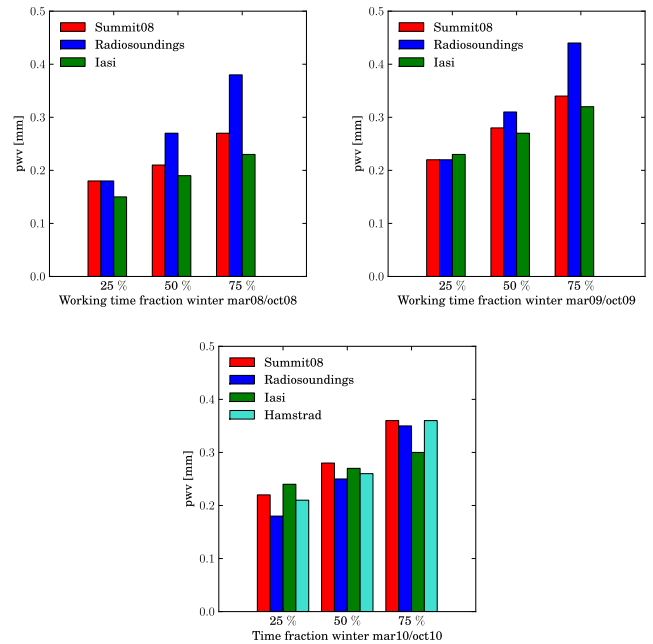 0.5
0.4
0.3
0.2
0.1
0.0
pwv [mm]
Summit08
Radiosoundings
Iasi
25 %
50 %
75 %
Working time fraction winter mar08/oct08
0.5
0.4
0.3
0.2
0.1
0.0
pwv [mm]
Summit08
Radiosoundings
Iasi
25 %
50 %
75 %
Working time fraction winter mar09/oct09
0.5
0.4
0.3
0.2
0.1
0.0
pwv [mm]
Summit08
Radiosoundings
Iasi
Hamstrad
25 %
50 %
75 %
Time fraction winter mar10/oct10